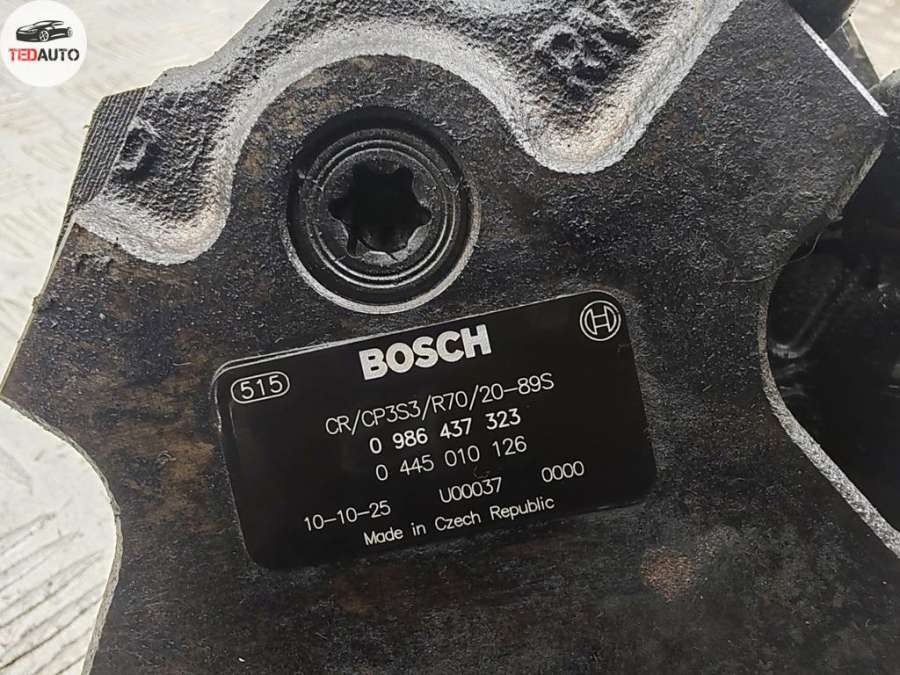 TEDAUTO
BOSCH
515
CR/CP3S3/R70/20-89S
0 986 437 323
0 445 010 126
10-10-25 U00037 0000
Made in Czech Republic